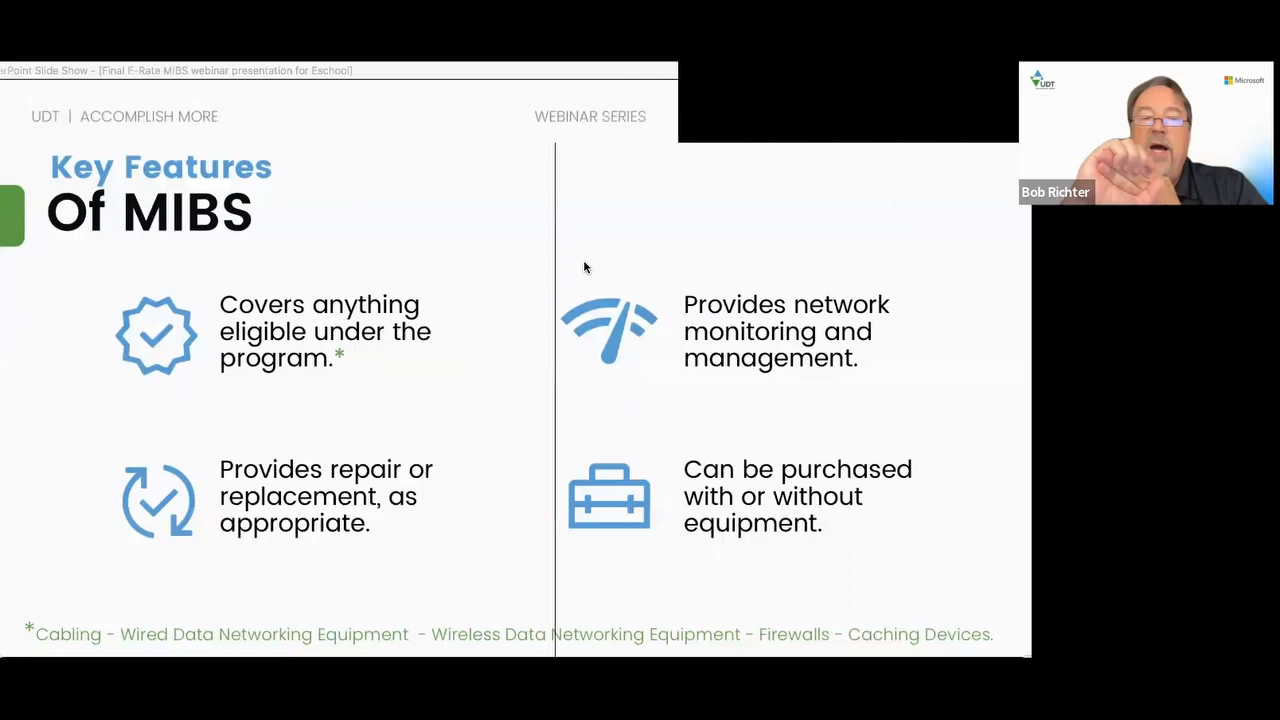 erPoint Slide Show - [Final E-Rate MIBS webinar presentation for Eschool]
UDT | ACCOMPLISH MORE
WEBINAR SERIES
UDT
Microsoft
Bob Richter
Key Features
Of MIBS
Covers anything
eligible under the
program.*
Provides network
monitoring and
management.
Provides repair or
replacement, as
appropriate.
Can be purchased
with or without
equipment.
*Cabling - Wired Data Networking Equipment - Wireless Data Networking Equipment - Firewalls - Caching Devices.